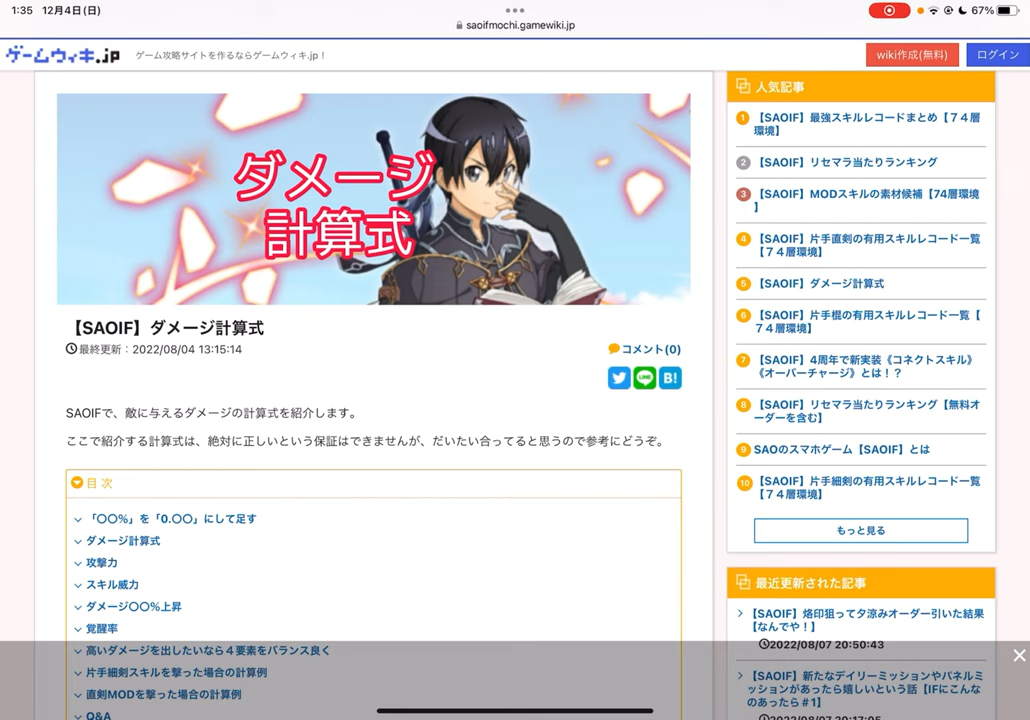 1:35 12月4日(日)
67%
saoifmochi.gamewiki.jp
ゲームウィキ.jp
ゲーム攻略サイトを作るならゲームウィキ.jp！
wiki作成(無料)
ログイン
ダメージ
計算式
【SAOIF】ダメージ計算式
最終更新：2022/08/04 13:15:14
コメント(0)
LINE
B!
SAOIFで、敵に与えるダメージの計算式を紹介します。
ここで紹介する計算式は、絶対に正しいという保証はできませんが、だいたい合ってると思うので参考にどうぞ。
目次
「〇〇%」を「0.〇〇」にして足す
ダメージ計算式
攻撃力
スキル威力
ダメージ〇〇%上昇
覚醒率
高いダメージを出したいなら４要素をバランス良く
片手細剣スキルを撃った場合の計算例
直剣MODを撃った場合の計算例
Q&A
人気記事
1 【SAOIF】最強スキルレコードまとめ【７４層
環境】
2 【SAOIF】リセマラ当たりランキング
3 【SAOIF】MODスキルの素材候補【74層環境
】
4 【SAOIF】片手直剣の有用スキルレコード一覧
【７４層環境】
5 【SAOIF】ダメージ計算式
6 【SAOIF】片手棍の有用スキルレコード一覧【
７４層環境】
7 【SAOIF】4周年で新実装《コネクトスキル》
《オーバーチャージ》とは！？
8 【SAOIF】リセマラ当たりランキング【無料オ
ーダーを含む】
9 SAOのスマホゲーム【SAOIF】とは
10 【SAOIF】片手細剣の有用スキルレコード一覧
【７４層環境】
もっと見る
最近更新された記事
【SAOIF】烙印狙って夕涼みオーダー引いた結果
【なんでや！】
2022/08/07 20:50:43
【SAOIF】新たなデイリーミッションやパネルミ
ッションがあったら嬉しいという話【IFにこんな
のあったら＃1】
2022/08/07 20:17:05